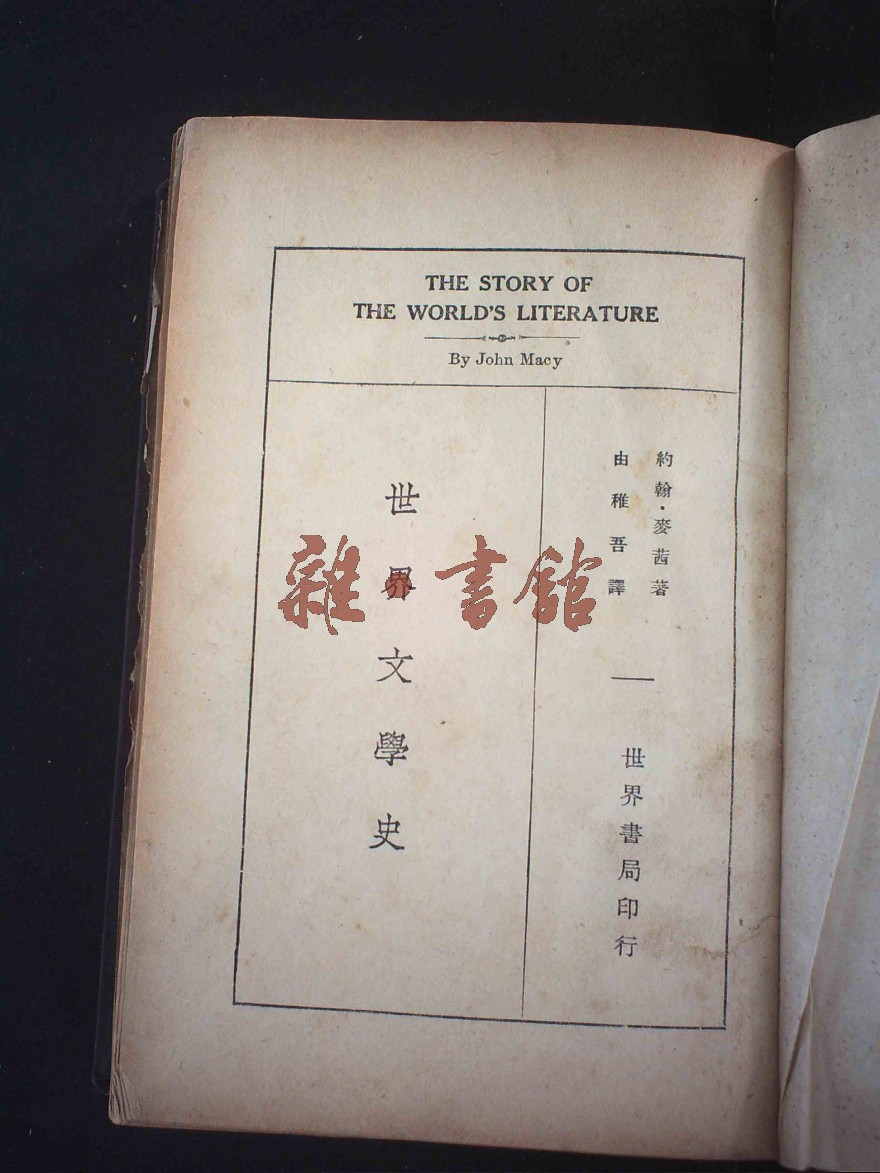 THE STORY OF
THE WORLD'S LITERATURE
By John Macy
約翰·麥茜著
由稚吾譯
世界書局印行
世界文學史
雜書館